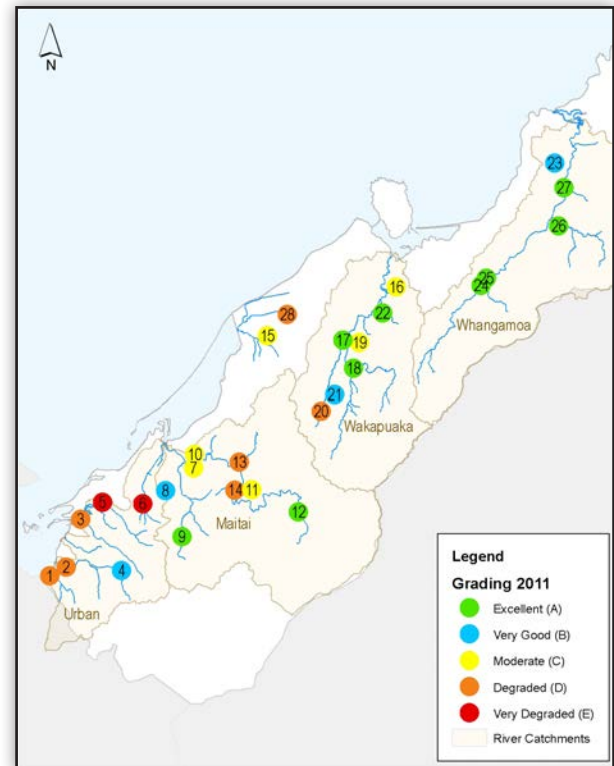 N
23
27
26
25
24
Whangamoa
16
22
28
15
17
19
18
21
20
Wakapuaka
10
7
13
8
14
11
12
5
6
3
Maitai
9
2
1
4
Urban
Legend
Grading 2011
Excellent (A)
Very Good (B)
Moderate (C)
Degraded (D)
Very Degraded (E)
River Catchments